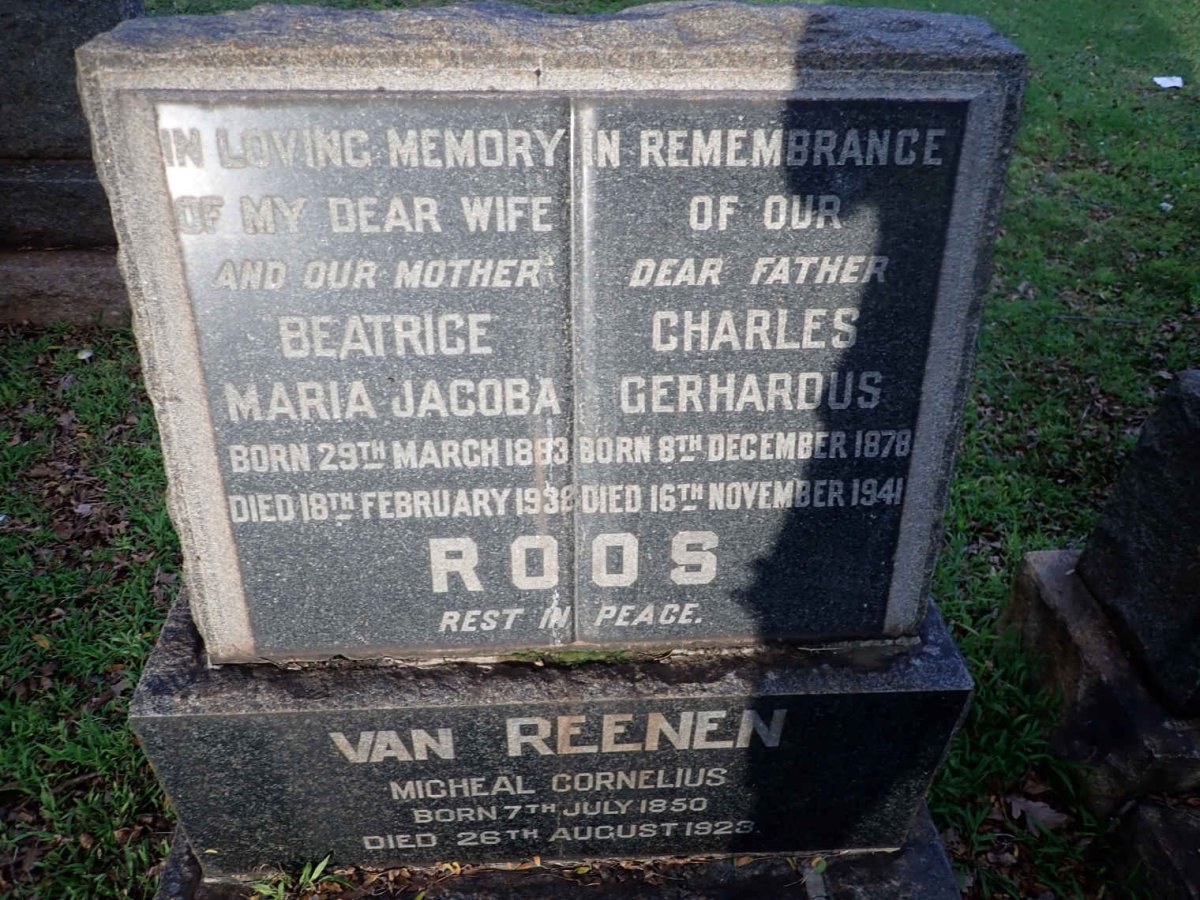 IN LOVING MEMORY
OF MY DEAR WIFE
AND OUR MOTHER
BEATRICE
MARIA JACOBA
BORN 29TH MARCH 1883
DIED 18TH FEBRUARY 1938
IN REMEMBRANCE
OF OUR
DEAR FATHER
CHARLES
GERHARDUS
BORN 8TH DECEMBER 1878
DIED 16TH NOVEMBER 1941
ROOS
REST IN PEACE.
VAN REENEN
MICHEAL CORNELIUS
BORN 7TH JULY 1850
DIED 26TH AUGUST 1923.